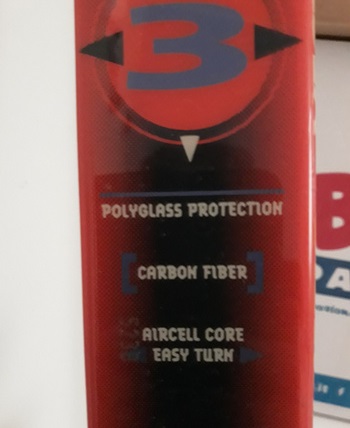 3
POLYGLASS PROTECTION
CARBON FIBER
AIRCELL CORE
EASY TURN